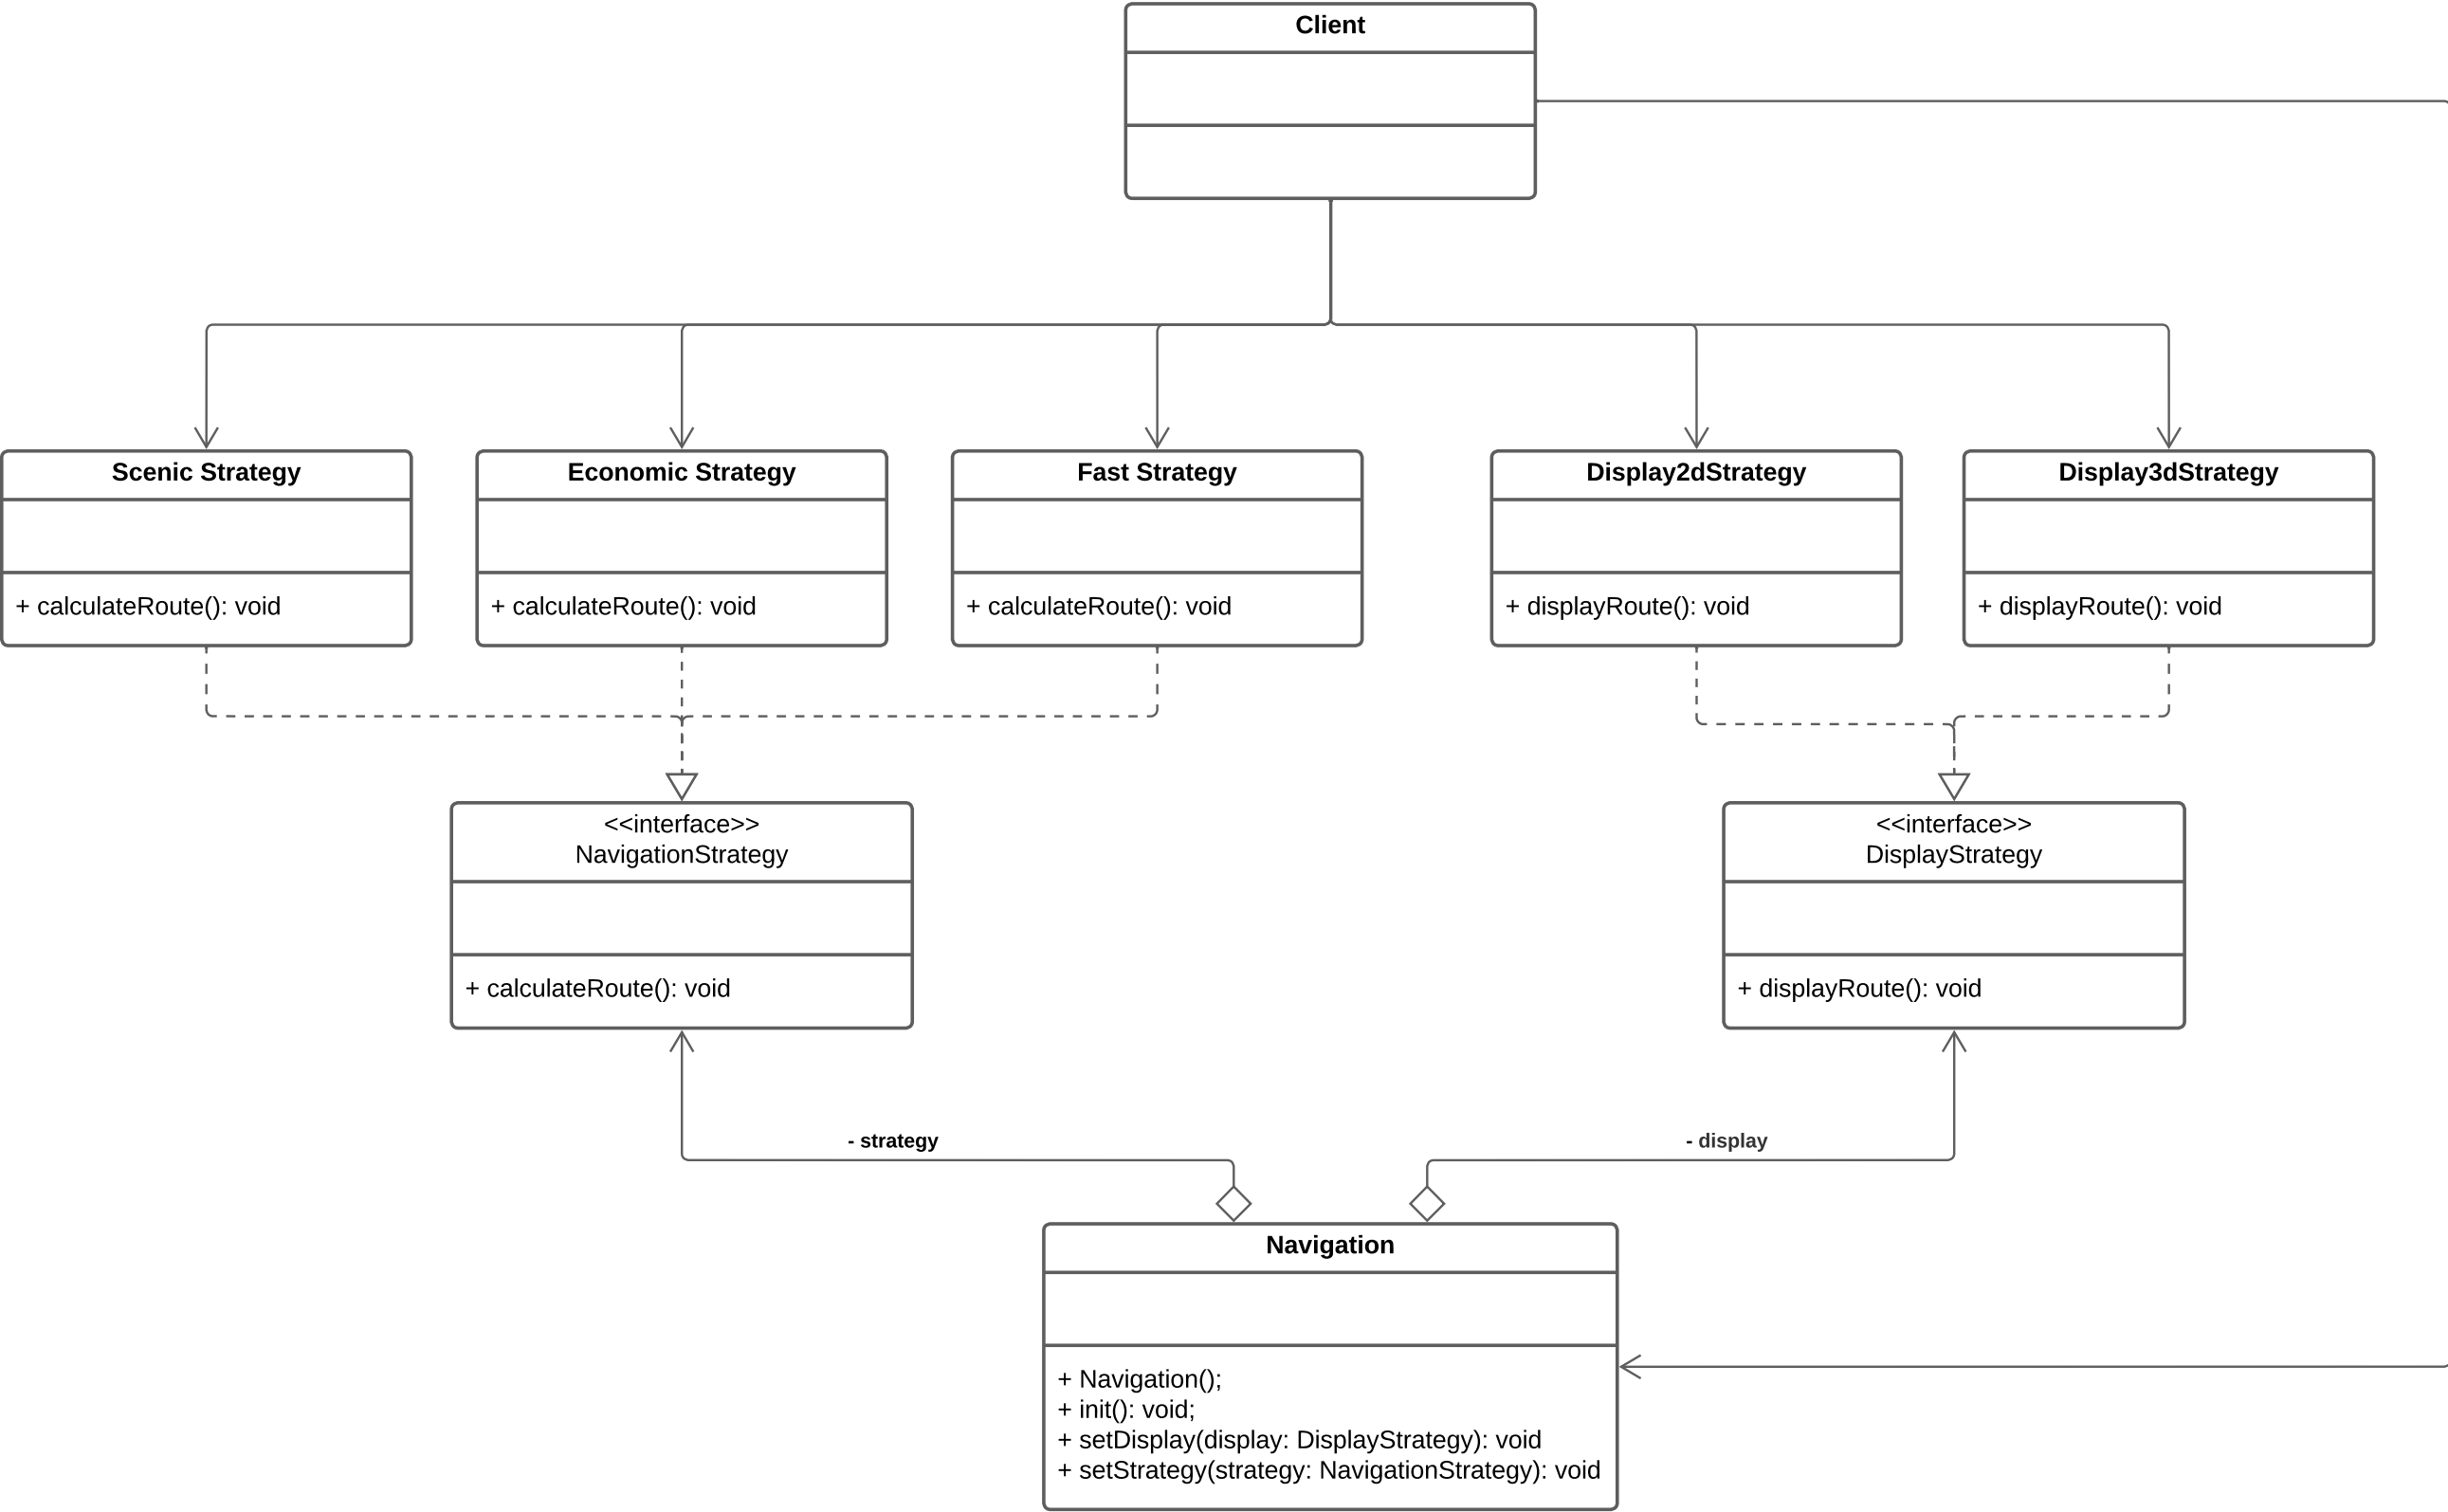 Client
Scenic Strategy
+ calculateRoute(): void
Economic Strategy
+ calculateRoute(): void
Fast Strategy
+ calculateRoute(): void
Display2dStrategy
+ displayRoute(): void
Display3dStrategy
+ displayRoute(): void
<<interface>>
NavigationStrategy
+ calculateRoute(): void
<<interface>>
DisplayStrategy
+ displayRoute(): void
- strategy
- display
Navigation
+ Navigation();
+ init(): void;
+ setDisplay(display: DisplayStrategy): void
+ setStrategy(strategy: NavigationStrategy): void